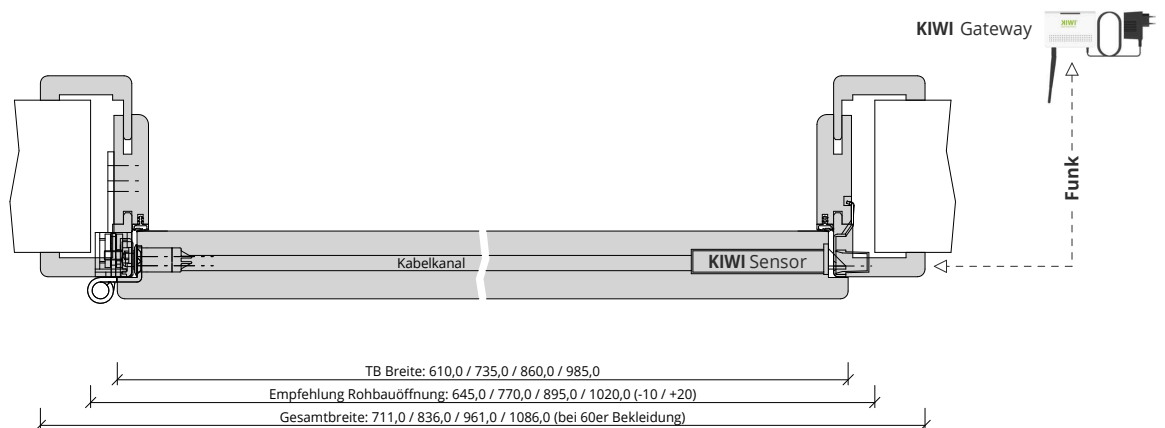 KIWI Gateway
KIWI
Funk
Kabelkanal
KIWI Sensor
TB Breite: 610,0 / 735,0 / 860,0 / 985,0
Empfehlung Rohbauöffnung: 645,0 / 770,0 / 895,0 / 1020,0 (-10 / +20)
Gesamtbreite: 711,0 / 836,0 / 961,0 / 1086,0 (bei 60er Bekleidung)